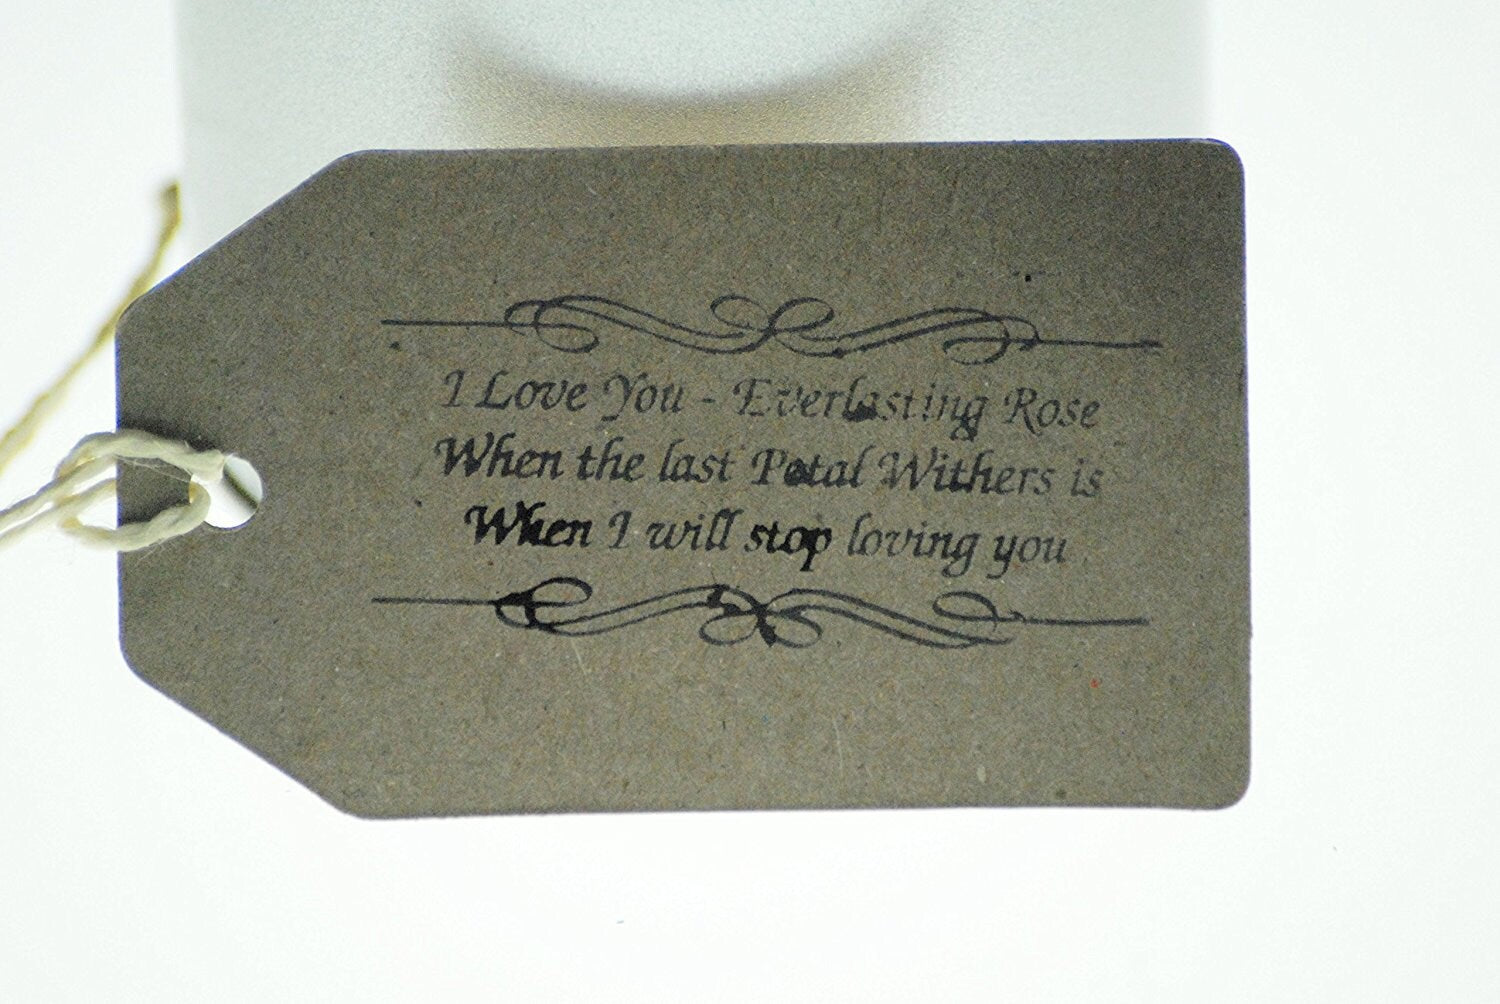 I Love You - Everlasting Rose
When the last Petal Withers is
When I will stop loving you